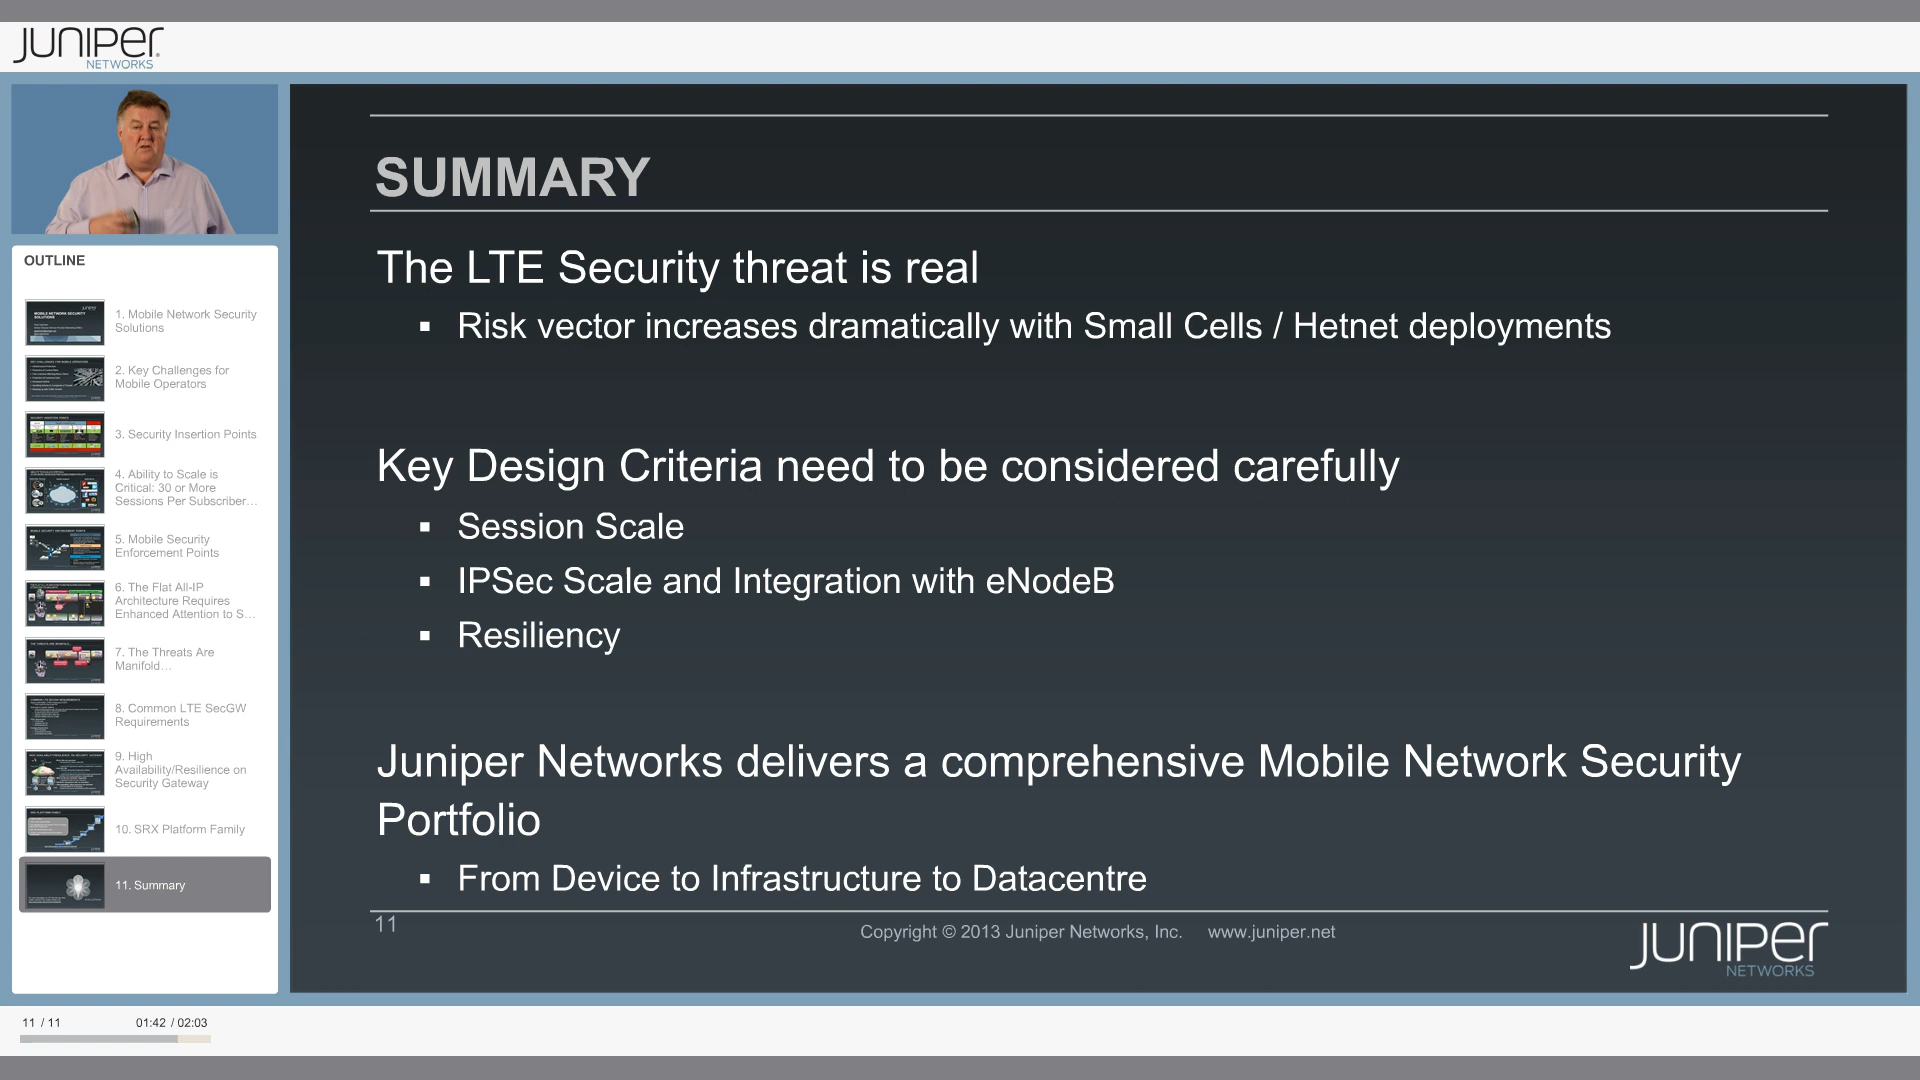 JUNIPEr
NETWORKS
OUTLINE
1. Mobile Network Security
Solutions
2. Key Challenges for
Mobile Operators
3. Security Insertion Points
4. Ability to Scale is
Critical: 30 or More
Sessions Per Subscriber…
5. Mobile Security
Enforcement Points
6. The Flat All-IP
Architecture Requires
Enhanced Attention to S…
7. The Threats Are
Manifold…
8. Common LTE SecGW
Requirements
9. High
Availability/Resilience on
Security Gateway
10. SRX Platform Family
11. Summary
11 / 11
01:42 / 02:03
SUMMARY
The LTE Security threat is real
▪ Risk vector increases dramatically with Small Cells / Hetnet deployments
Key Design Criteria need to be considered carefully
▪ Session Scale
▪ IPSec Scale and Integration with eNodeB
▪ Resiliency
Juniper Networks delivers a comprehensive Mobile Network Security
Portfolio
▪ From Device to Infrastructure to Datacentre
11
Copyright © 2013 Juniper Networks, Inc. www.juniper.net
JUNIPEr
NETWORKS